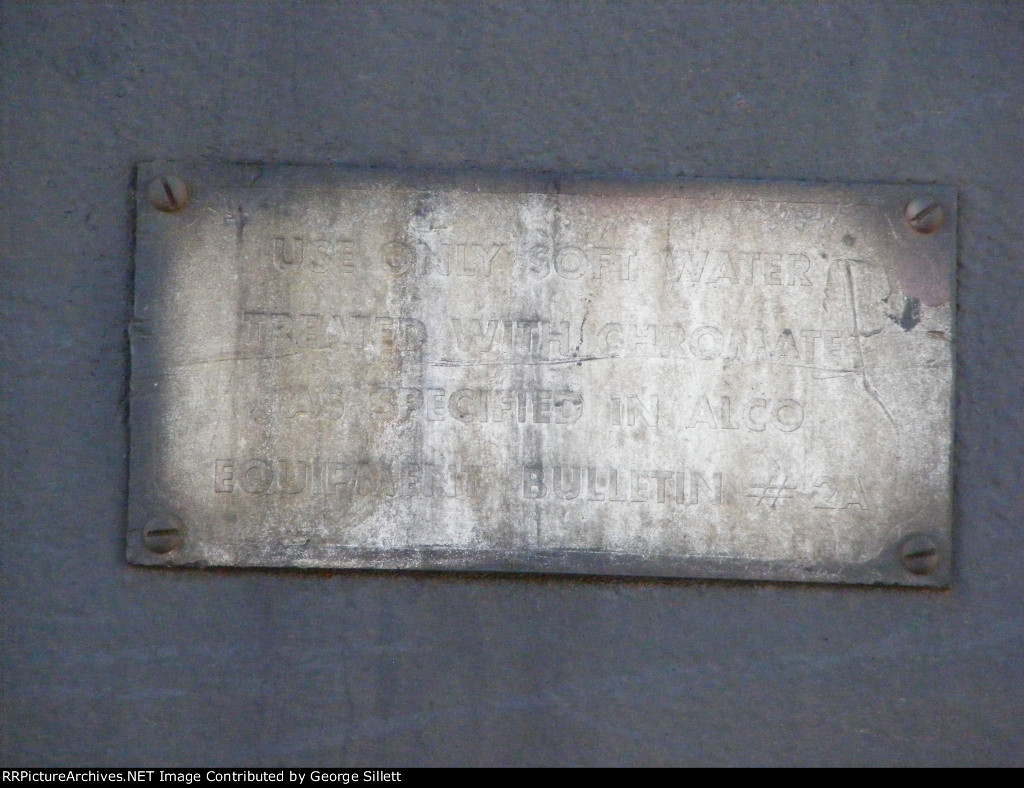 USE ONLY SOFT WATER
TREATED WITH CHROMATE
AS SPECIFIED IN ALCO
EQUIPMENT BULLETIN # 2A
RRPictureArchives.NET Image Contributed by George Sillett